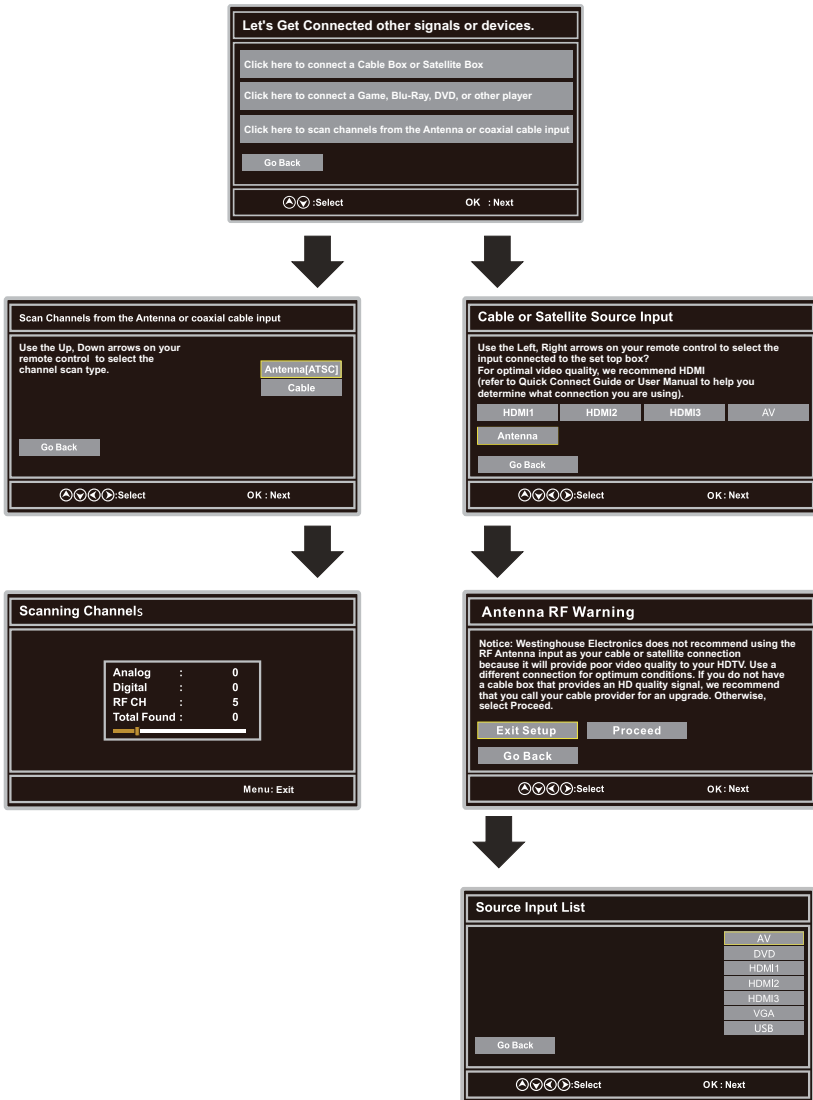 Let's Get Connected other signals or devices.
Click here to connect a Cable Box or Satellite Box
Click here to connect a Game, Blu-Ray, DVD, or other player
Click here to scan channels from the Antenna or coaxial cable input
Go Back
:Select OK : Next
Scan Channels from the Antenna or coaxial cable input
Use the Up, Down arrows on your
remote control to select the
channel scan type.
Antenna[ATSC]
Cable
Go Back
:Select OK : Next
Cable or Satellite Source Input
Use the Left, Right arrows on your remote control to select the
input connected to the set top box?
For optimal video quality, we recommend HDMI
(refer to Quick Connect Guide or User Manual to help you
determine what connection you are using).
HDMI1 HDMI2 HDMI3 AV
Antenna
Go Back
:Select OK : Next
Scanning Channels
Analog : 0
Digital : 0
RF CH : 5
Total Found : 0
Menu: Exit
Antenna RF Warning
Notice: Westinghouse Electronics does not recommend using the
RF Antenna input as your cable or satellite connection
because it will provide poor video quality to your HDTV. Use a
different connection for optimum conditions. If you do not have
a cable box that provides an HD quality signal, we recommend
that you call your cable provider for an upgrade. Otherwise,
select Proceed.
Exit Setup Proceed
Go Back
:Select OK : Next
Source Input List
AV
DVD
HDMI1
HDMI2
HDMI3
VGA
USB
Go Back
:Select OK : Next